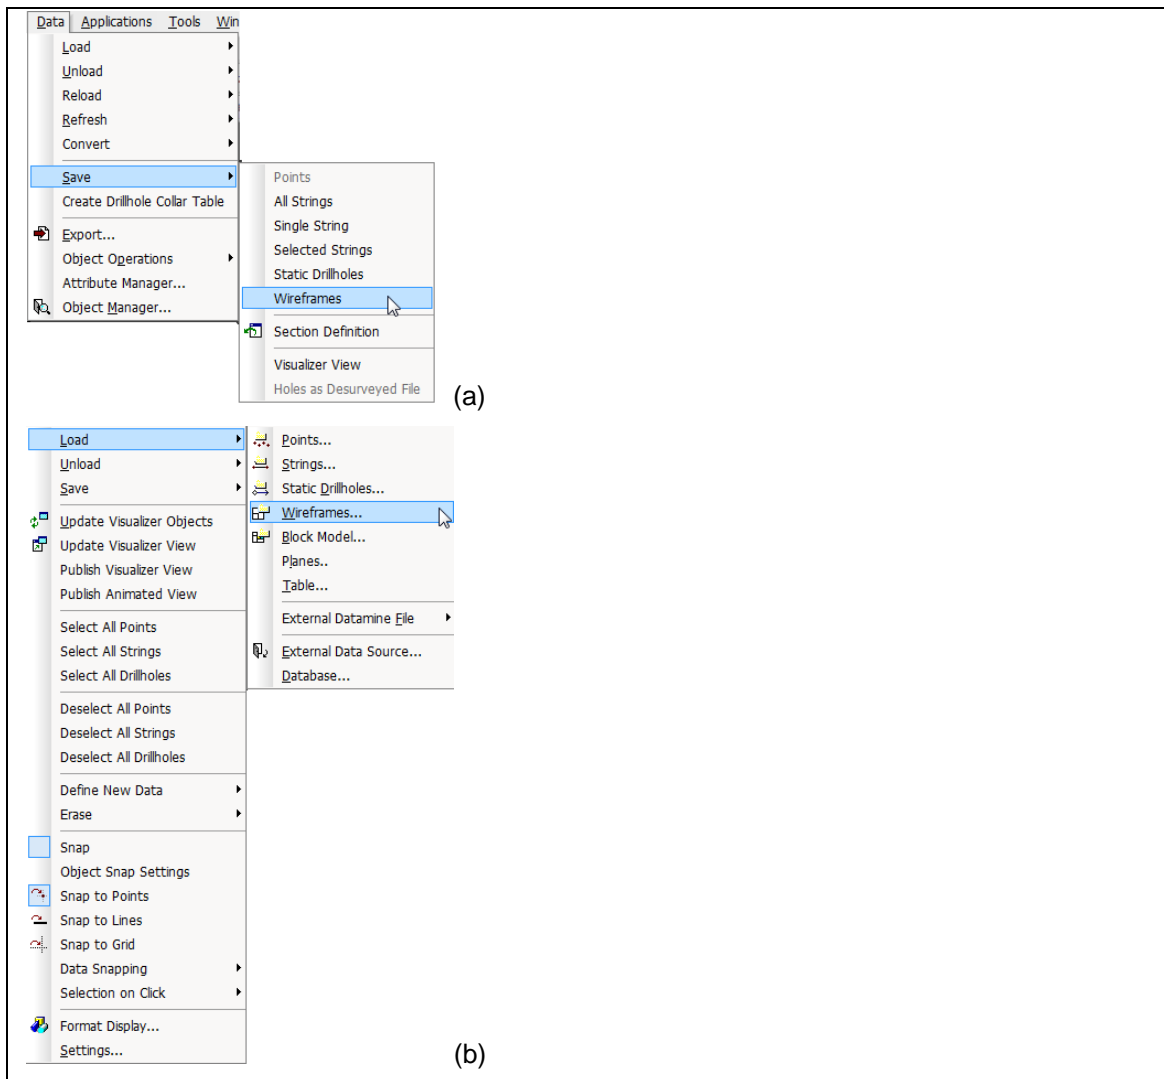 Data Applications Tools Win
Load
Unload
Reload
Refresh
Convert
Save
Create Drillhole Collar Table
Export...
Object Operations
Attribute Manager...
Object Manager...
Points
All Strings
Single String
Selected Strings
Static Drillholes
Wireframes
Section Definition
Visualizer View
Holes as Desurveyed File
(a)
Load
Unload
Save
Update Visualizer Objects
Update Visualizer View
Publish Visualizer View
Publish Animated View
Select All Points
Select All Strings
Select All Drillholes
Deselect All Points
Deselect All Strings
Deselect All Drillholes
Define New Data
Erase
Snap
Object Snap Settings
Snap to Points
Snap to Lines
Snap to Grid
Data Snapping
Selection on Click
Format Display...
Settings...
Points...
Strings...
Static Drillholes...
Wireframes...
Block Model...
Planes..
Table...
External Datamine File
External Data Source...
Database...
(b)